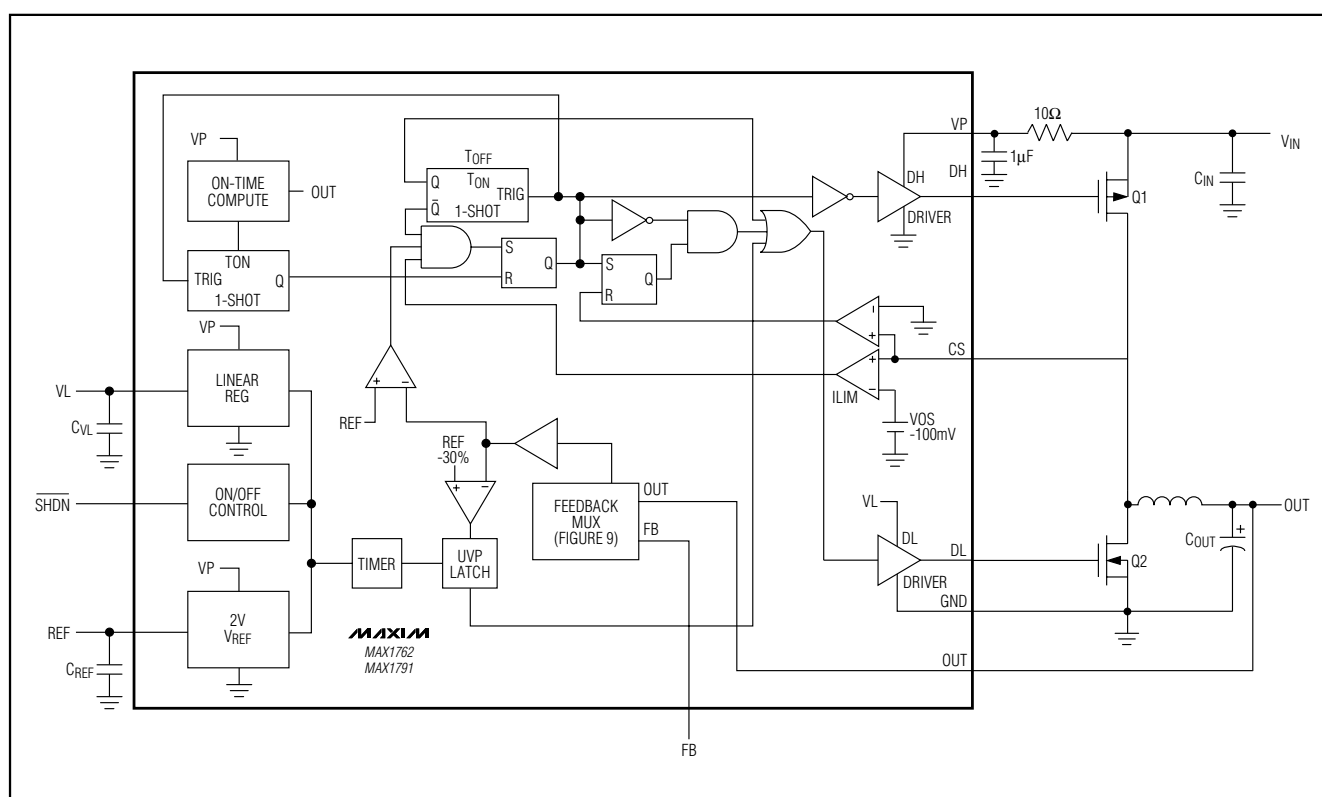 VP
ON-TIME
COMPUTE
OUT
TON
TRIG
Q
1-SHOT
VP
VL
LINEAR
REG
CVL
SHDN
ON/OFF
CONTROL
VP
REF
2V
VREF
CREF
TOFF
Q
TON
TRIG
Q̅
1-SHOT
S
Q
R
S
Q
R
+
−
REF
REF
-30%
+
−
UVP
LATCH
TIMER
MAXIM
MAX1762
MAX1791
FEEDBACK
MUX
(FIGURE 9)
OUT
FB
−
+
+
−
ILIM
VOS
-100mV
CS
DH
DRIVER
VP
10Ω
1µF
DH
VIN
CIN
Q1
VL
DL
DRIVER
DL
GND
OUT
Q2
COUT
+
OUT
FB